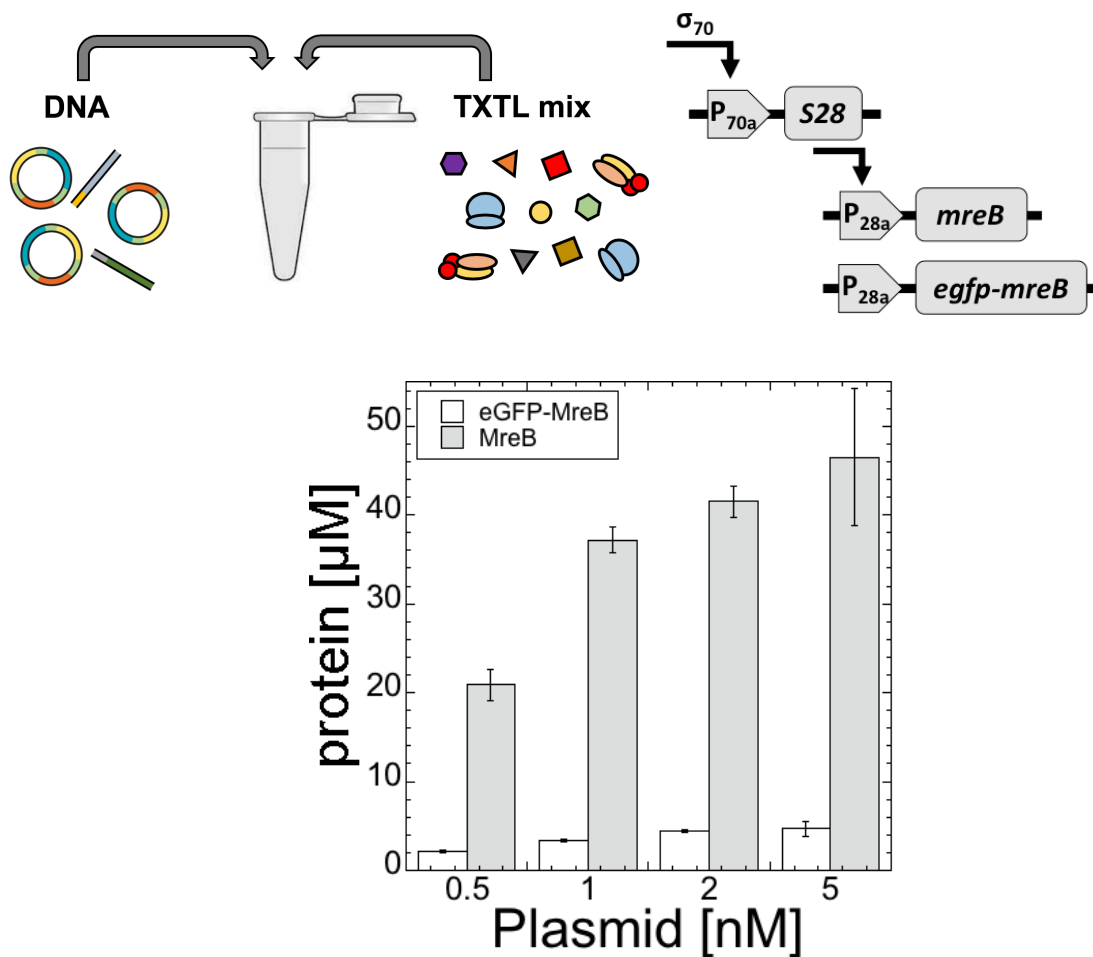 DNA
TXTL mix
σ70
P70a
S28
P28a
mreB
P28a
egfp-mreB
eGFP-MreB
MreB
protein [µM]
50
40
30
20
10
0
0.5 1 2 5
Plasmid [nM]